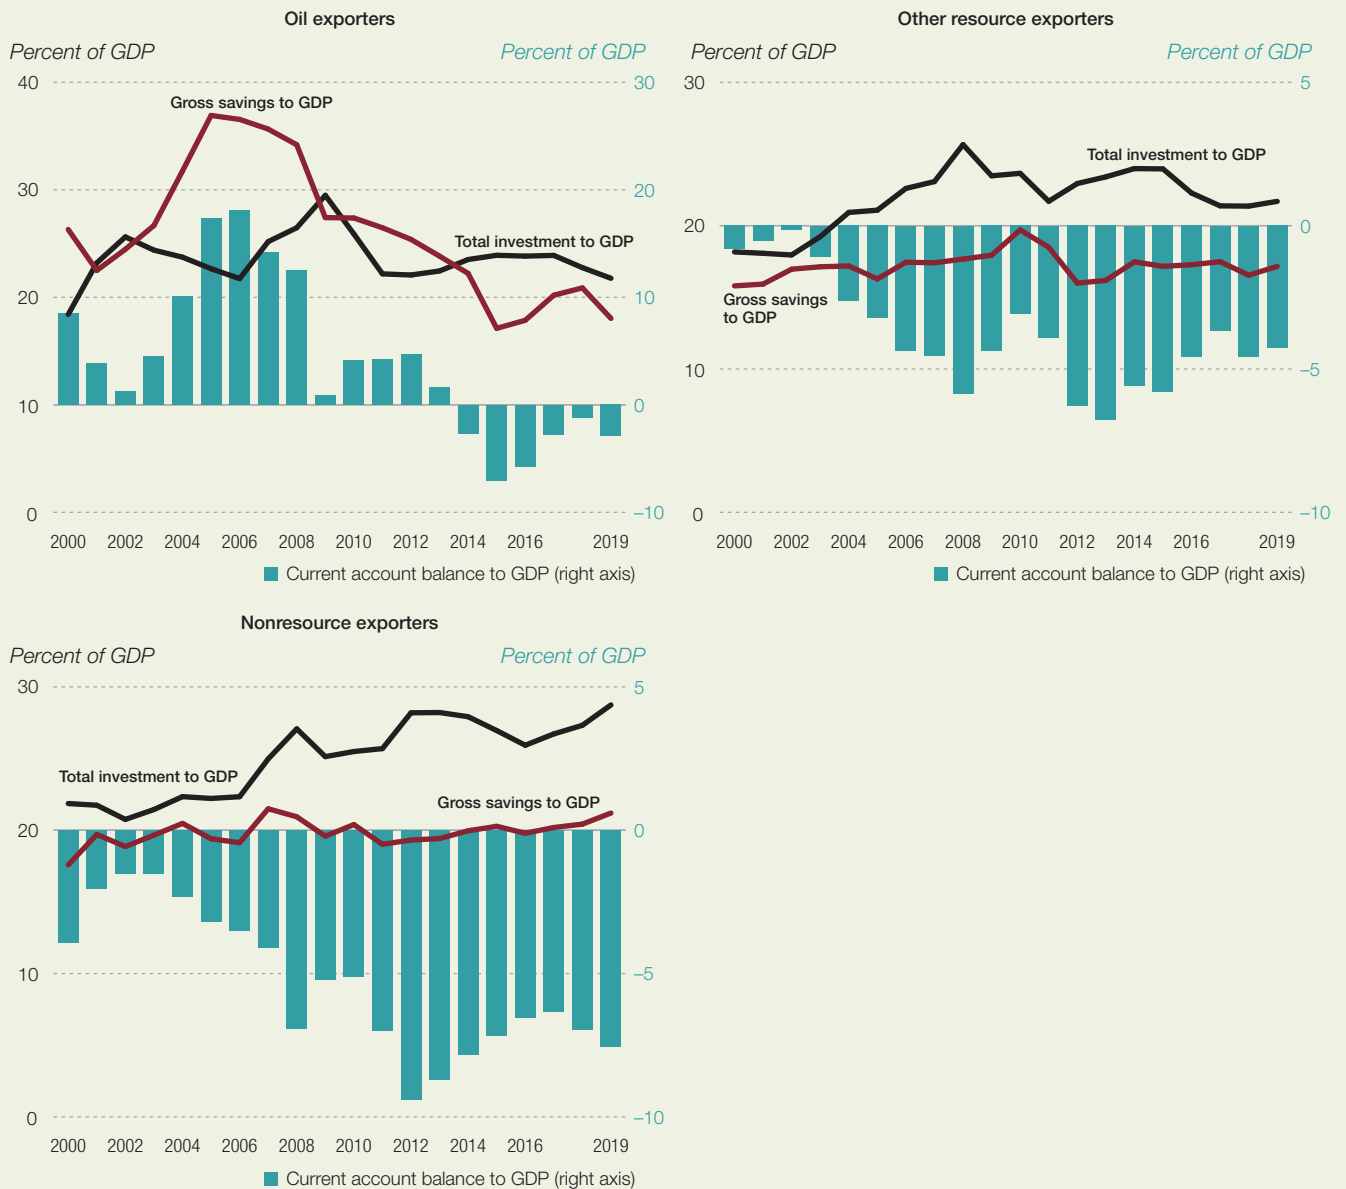 Oil exporters
Percent of GDP
Percent of GDP
40
30
Gross savings to GDP
30
20
Total investment to GDP
20
10
10
0
0
–10
2000 2002 2004 2006 2008 2010 2012 2014 2016 2019
Current account balance to GDP (right axis)
Other resource exporters
Percent of GDP
Percent of GDP
30
5
Total investment to GDP
20
0
Gross savings
to GDP
10
–5
0
–10
2000 2002 2004 2006 2008 2010 2012 2014 2016 2019
Current account balance to GDP (right axis)
Nonresource exporters
Percent of GDP
Percent of GDP
30
5
Total investment to GDP
Gross savings to GDP
20
0
10
–5
0
–10
2000 2002 2004 2006 2008 2010 2012 2014 2016 2019
Current account balance to GDP (right axis)